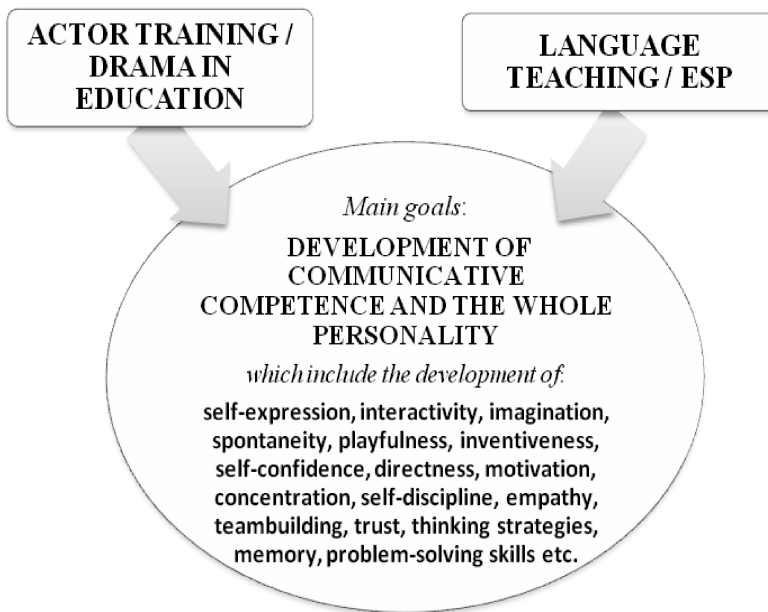 ACTOR TRAINING /
DRAMA IN
EDUCATION
LANGUAGE
TEACHING / ESP
Main goals:
DEVELOPMENT OF
COMMUNICATIVE
COMPETENCE AND THE WHOLE
PERSONALITY
which include the development of:
self-expression, interactivity, imagination,
spontaneity, playfulness, inventiveness,
self-confidence, directness, motivation,
concentration, self-discipline, empathy,
teambuilding, trust, thinking strategies,
memory, problem-solving skills etc.